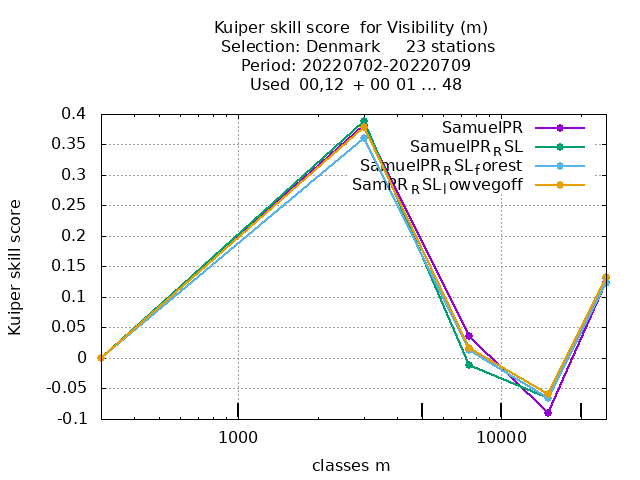 Kuiper skill score for Visibility (m)
Selection: Denmark 23 stations
Period: 20220702-20220709
Used 00,12 + 00 01 ... 48
SamuelPR
SamuelPR_RSL
SamuelPR_RSL_forest
SamPR_RSL_lowvegoff
0.4
0.35
0.3
0.25
0.2
0.15
0.1
0.05
0
-0.05
-0.1
Kuiper skill score
1000 10000
classes m